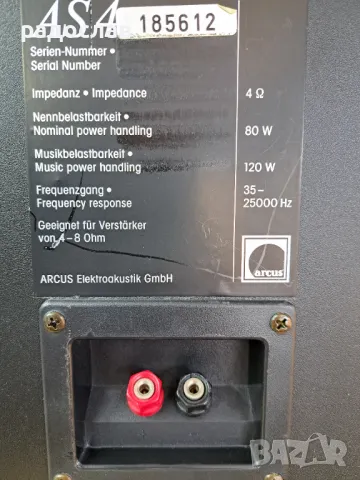 радослав
ASA
185612
Serien-Nummer •
Serial Number
Impedanz • Impedance 4 Ω
Nennbelastbarkeit •
Nominal power handling 80 W
Musikbelastbarkeit •
Music power handling 120 W
Frequenzgang • 35–
Frequency response 25000 Hz
Geeignet für Verstärker
von 4–8 Ohm
arcus
ARCUS Elektroakustik GmbH
BAZAR